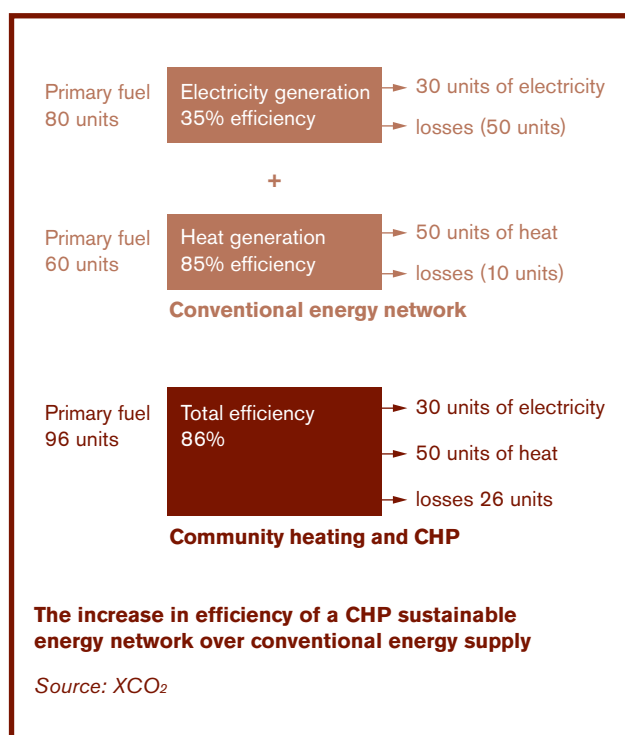 Primary fuel
80 units
Electricity generation
35% efficiency
30 units of electricity
losses (50 units)
+
Primary fuel
60 units
Heat generation
85% efficiency
50 units of heat
losses (10 units)
Conventional energy network
Primary fuel
96 units
Total efficiency
86%
30 units of electricity
50 units of heat
losses 26 units
Community heating and CHP
The increase in efficiency of a CHP sustainable
energy network over conventional energy supply
Source: XCO₂